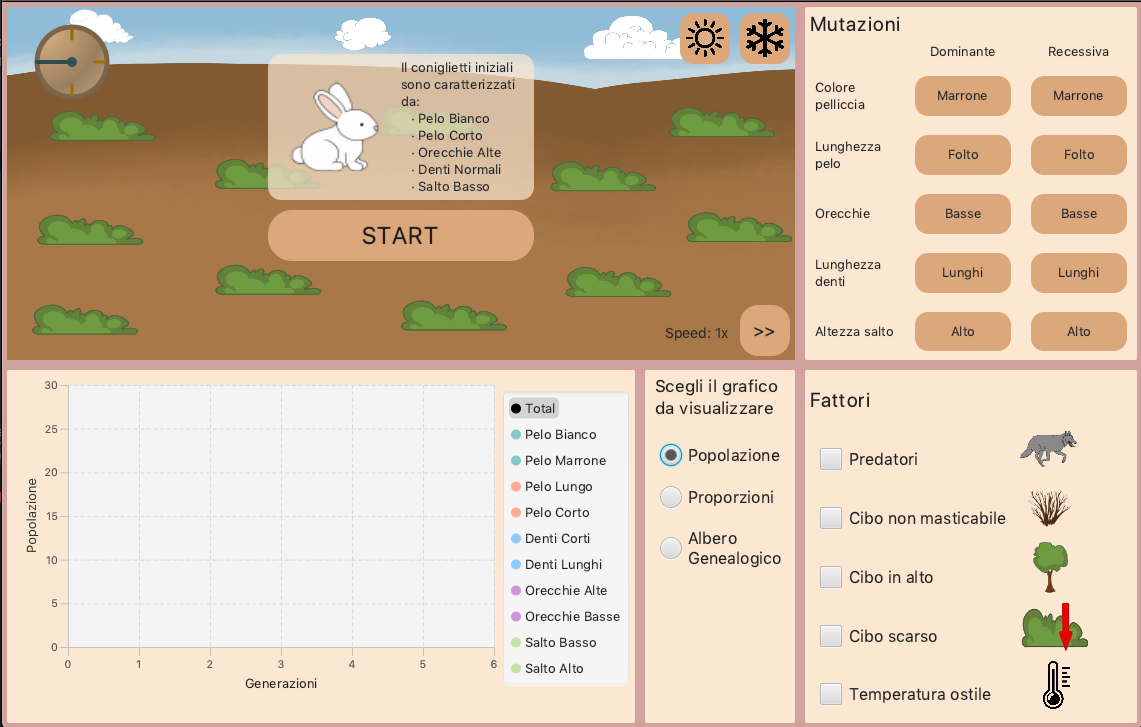 Il coniglietti iniziali
sono caratterizzati
da:
· Pelo Bianco
· Pelo Corto
· Orecchie Alte
· Denti Normali
· Salto Basso
START
Speed: 1x
>>
Mutazioni
Dominante Recessiva
Colore
pelliccia
Marrone Marrone
Lunghezza
pelo
Folto Folto
Orecchie Basse Basse
Lunghezza
denti
Lunghi Lunghi
Altezza salto Alto Alto
30
25
20
15
10
5
0
Popolazione
0 1 2 3 4 5 6
Generazioni
Total
Pelo Bianco
Pelo Marrone
Pelo Lungo
Pelo Corto
Denti Corti
Denti Lunghi
Orecchie Alte
Orecchie Basse
Salto Basso
Salto Alto
Scegli il grafico
da visualizzare
Popolazione
Proporzioni
Albero
Genealogico
Fattori
Predatori
Cibo non masticabile
Cibo in alto
Cibo scarso
Temperatura ostile